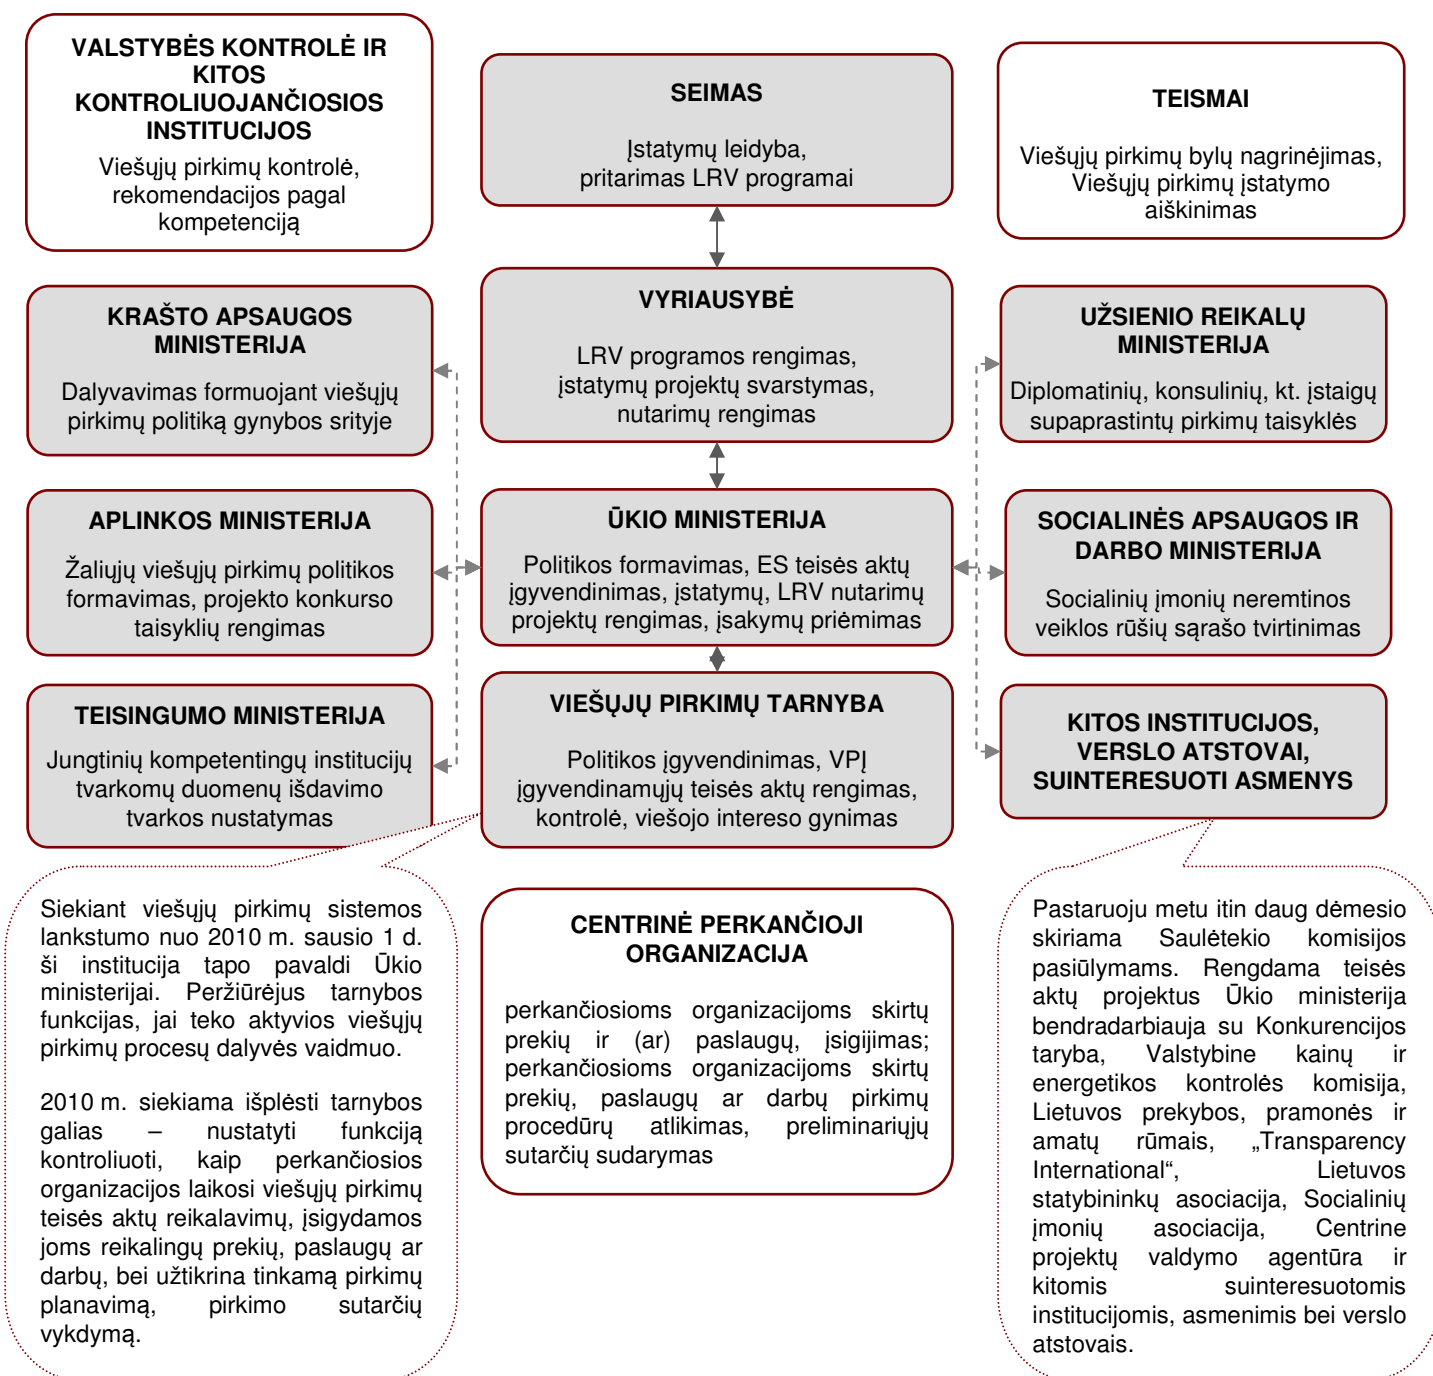 VALSTYBĖS KONTROLĖ IR
KITOS
KONTROLIUOJANČIOSIOS
INSTITUCIJOS
Viešųjų pirkimų kontrolė,
rekomendacijos pagal
kompetenciją
SEIMAS
Įstatymų leidyba,
pritarimas LRV programai
TEISMAI
Viešųjų pirkimų bylų nagrinėjimas,
Viešųjų pirkimų įstatymo
aiškinimas
KRAŠTO APSAUGOS
MINISTERIJA
Dalyvavimas formuojant viešųjų
pirkimų politiką gynybos srityje
VYRIAUSYBĖ
LRV programos rengimas,
įstatymų projektų svarstymas,
nutarimų rengimas
UŽSIENIO REIKALŲ
MINISTERIJA
Diplomatinių, konsulinių, kt. įstaigų
supaprastintų pirkimų taisyklės
APLINKOS MINISTERIJA
Žaliųjų viešųjų pirkimų politikos
formavimas, projekto konkurso
taisyklių rengimas
ŪKIO MINISTERIJA
Politikos formavimas, ES teisės aktų
įgyvendinimas, įstatymų, LRV nutarimų
projektų rengimas, įsakymų priėmimas
SOCIALINĖS APSAUGOS IR
DARBO MINISTERIJA
Socialinių įmonių neremtinos
veiklos rūšių sąrašo tvirtinimas
TEISINGUMO MINISTERIJA
Jungtinių kompetentingų institucijų
tvarkomų duomenų išdavimo
tvarkos nustatymas
VIEŠŲJŲ PIRKIMŲ TARNYBA
Politikos įgyvendinimas, VPĮ
įgyvendinamųjų teisės aktų rengimas,
kontrolė, viešojo intereso gynimas
KITOS INSTITUCIJOS,
VERSLO ATSTOVAI,
SUINTERESUOTI ASMENYS
Siekiant viešųjų pirkimų sistemos
lankstumo nuo 2010 m. sausio 1 d.
ši institucija tapo pavaldi Ūkio
ministerijai. Peržiūrėjus tarnybos
funkcijas, jai teko aktyvios viešųjų
pirkimų procesų dalyvės vaidmuo.
2010 m. siekiama išplėsti tarnybos
galias – nustatyti funkciją
kontroliuoti, kaip perkančiosios
organizacijos laikosi viešųjų pirkimų
teisės aktų reikalavimų, įsigydamos
joms reikalingų prekių, paslaugų ar
darbų, bei užtikrina tinkamą pirkimų
planavimą, pirkimo sutarčių
vykdymą.
CENTRINĖ PERKANČIOJI
ORGANIZACIJA
perkančiosioms organizacijoms skirtų
prekių ir (ar) paslaugų, įsigijimas;
perkančiosioms organizacijoms skirtų
prekių, paslaugų ar darbų pirkimų
procedūrų atlikimas, preliminariųjų
sutarčių sudarymas
Pastaruoju metu itin daug dėmesio
skiriama Saulėtekio komisijos
pasiūlymams. Rengdama teisės
aktų projektus Ūkio ministerija
bendradarbiauja su Konkurencijos
taryba, Valstybine kainų ir
energetikos kontrolės komisija,
Lietuvos prekybos, pramonės ir
amatų rūmais, „Transparency
International“, Lietuvos
statybininkų asociacija, Socialinių
įmonių asociacija, Centrine
projektų valdymo agentūra ir
kitomis suinteresuotomis
institucijomis, asmenimis bei verslo
atstovais.